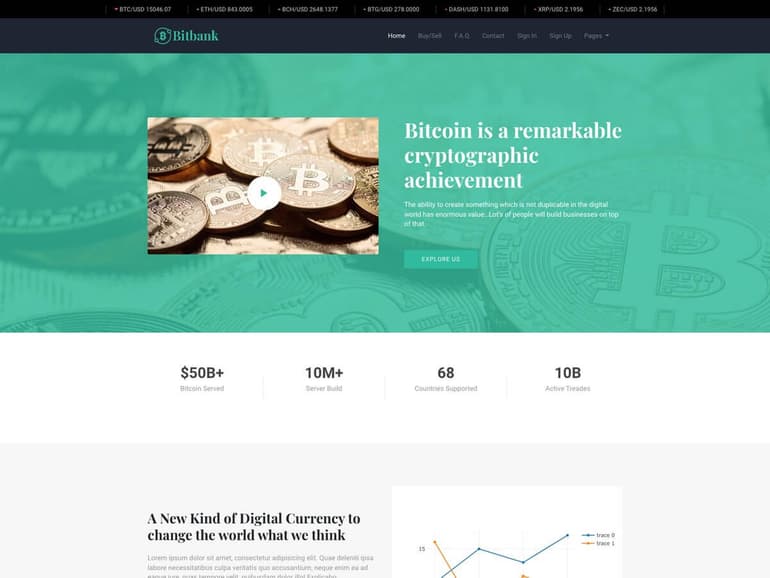 BTC/USD 15046.07
ETH/USD 843.0005
BCH/USD 2648.1377
BTG/USD 278.0000
DASH/USD 1131.8100
XRP/USD 2.1956
ZEC/USD 2.1956
Bitbank
Home Buy/Sell F.A.Q. Contact Sign In Sign Up Pages
Bitcoin is a remarkable
cryptographic
achievement
The ability to create something which is not duplicable in the digital
world has enormous value...Lot's of people will build businesses on top
of that.
EXPLORE US
$50B+
Bitcoin Served
10M+
Server Build
68
Countries Supported
10B
Active Treades
A New Kind of Digital Currency to
change the world what we think
Lorem ipsum dolor sit amet, consectetur adipisicing elit. Quae deleniti ipsa
labore necessitatibus culpa veritatis quo accusantium, neque enim ea ad
15
trace 0
trace 1